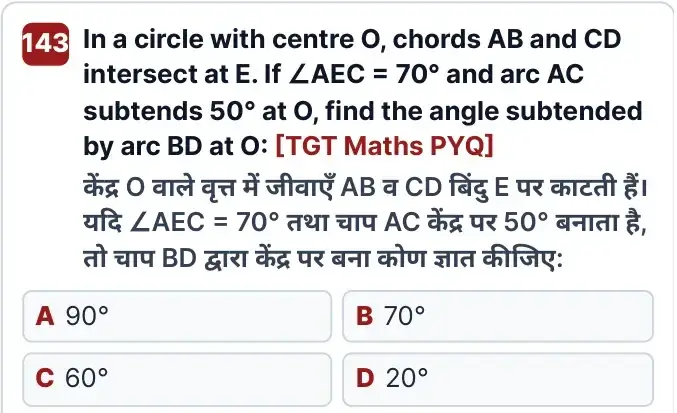 143 In a circle with centre O, chords AB and CD
intersect at E. If ∠AEC = 70° and arc AC
subtends 50° at O, find the angle subtended
by arc BD at O: [TGT Maths PYQ]
केंद्र O वाले वृत्त में जीवाएँ AB व CD बिंदु E पर काटती हैं।
यदि ∠AEC = 70° तथा चाप AC केंद्र पर 50° बनाता है,
तो चाप BD द्वारा केंद्र पर बना कोण ज्ञात कीजिए:
A 90°
B 70°
C 60°
D 20°